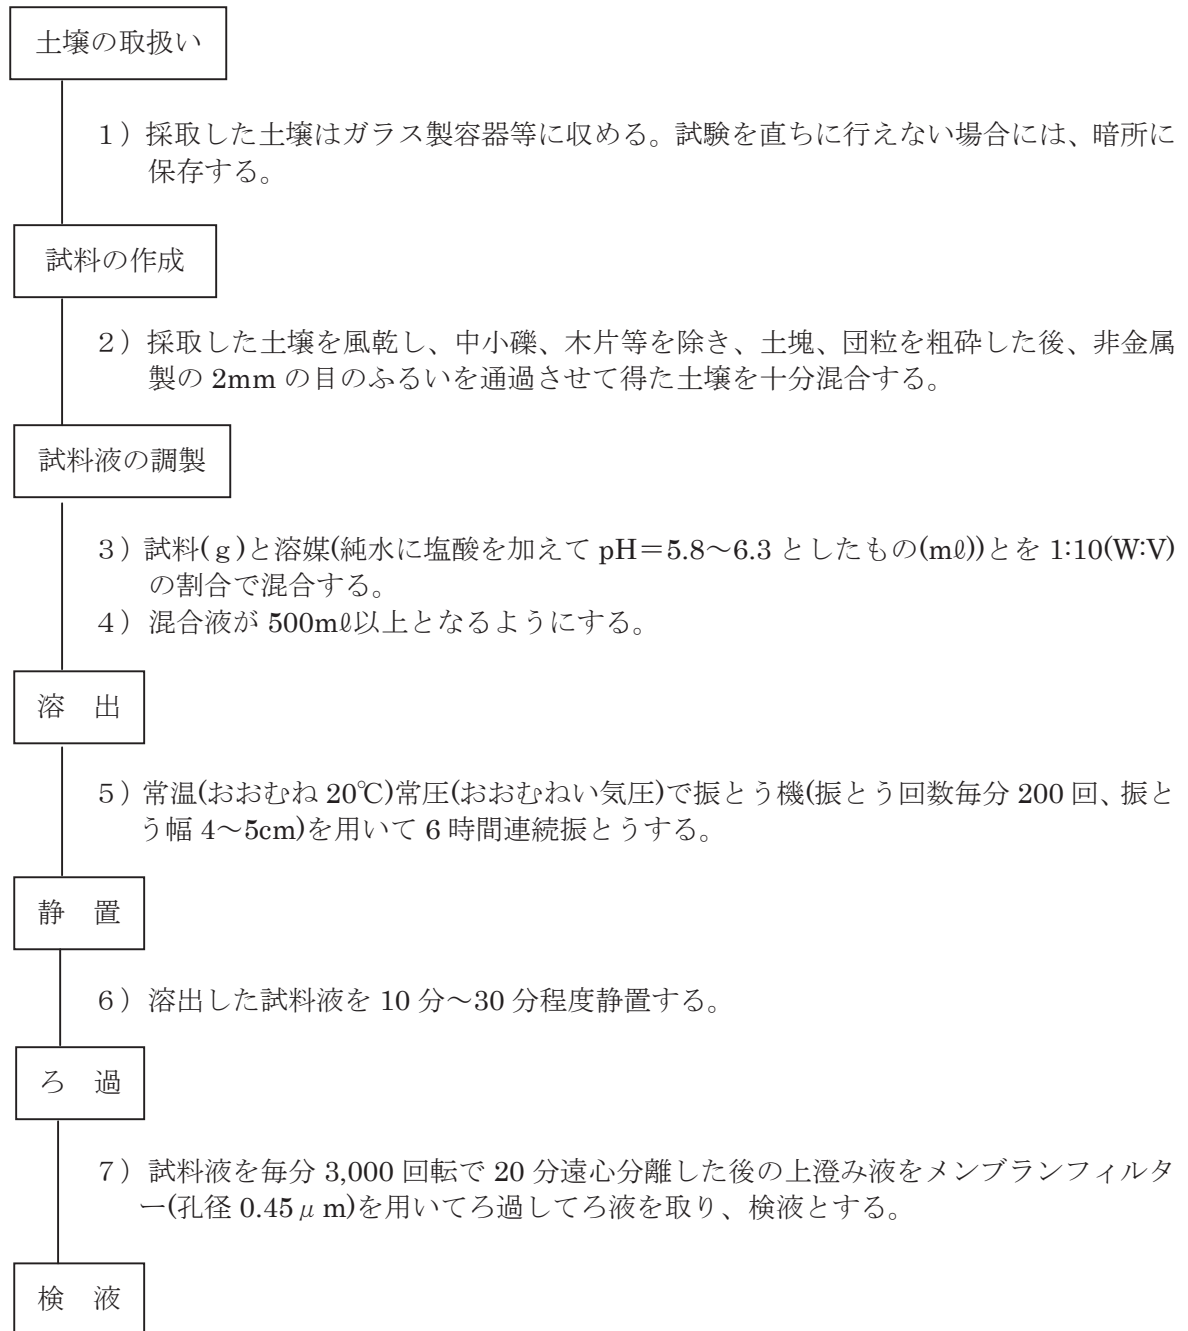 土壌の取扱い
1）採取した土壌はガラス製容器等に収める。試験を直ちに行えない場合には、暗所に
保存する。
試料の作成
2）採取した土壌を風乾し、中小礫、木片等を除き、土塊、団粒を粗砕した後、非金属
製の 2mm の目のふるいを通過させて得た土壌を十分混合する。
試料液の調製
3）試料(ｇ)と溶媒(純水に塩酸を加えて pH＝5.8～6.3 としたもの(mℓ))とを 1:10(W:V)
の割合で混合する。
4）混合液が 500mℓ以上となるようにする。
溶　出
5）常温(おおむね 20℃)常圧(おおむねい気圧)で振とう機(振とう回数毎分 200 回、振と
う幅 4～5cm)を用いて 6 時間連続振とうする。
静　置
6）溶出した試料液を 10 分～30 分程度静置する。
ろ　過
7）試料液を毎分 3,000 回転で 20 分遠心分離した後の上澄み液をメンブランフィルタ
ー(孔径 0.45μm)を用いてろ過してろ液を取り、検液とする。
検　液